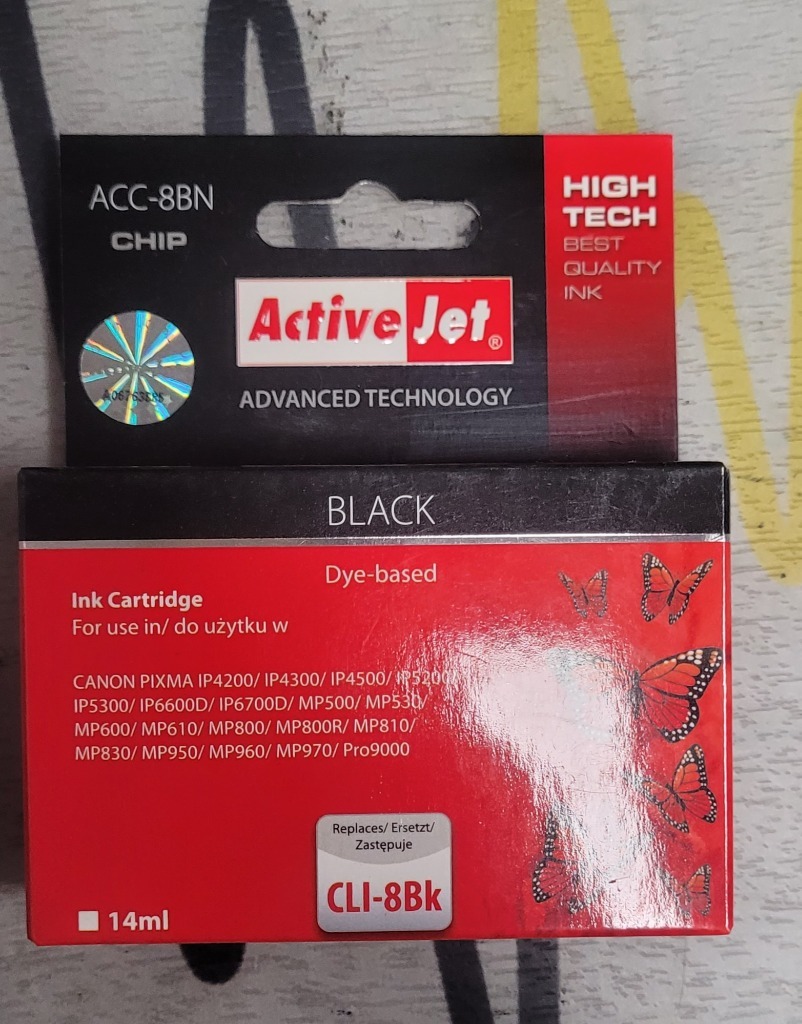 ACC-8BN
CHIP
HIGH
TECH
BEST
QUALITY
INK
ActiveJet®
ADVANCED TECHNOLOGY
BLACK
Dye-based
Ink Cartridge
For use in/ do użytku w
CANON PIXMA IP4200/ IP4300/ IP4500/ IP5200/
IP5300/ IP6600D/ IP6700D/ MP500/ MP530/
MP600/ MP610/ MP800/ MP800R/ MP810/
MP830/ MP950/ MP960/ MP970/ Pro9000
Replaces/ Ersetzt/
Zastępuje
CLI-8Bk
14ml